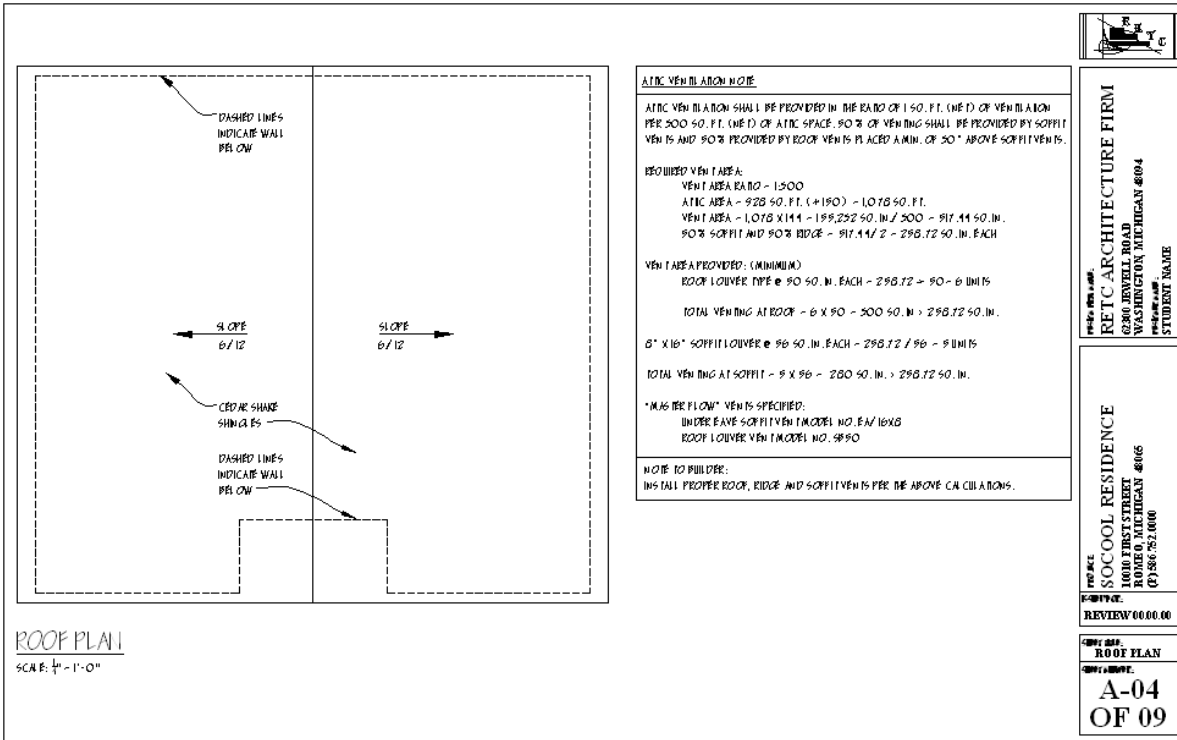 DASHED LINES
INDICATE WALL
BELOW
SLOPE
6/12
SLOPE
6/12
CEDAR SHAKE
SHINGLES
DASHED LINES
INDICATE WALL
BELOW
ROOF PLAN
SCALE: 1'-0"
ATTIC VENTILATION NOTE
ATTIC VENTILATION SHALL BE PROVIDED IN THE RATIO OF 1 SQ. FT. (NET) OF VENTILATION
PER 300 SQ. FT. (NET) OF ATTIC SPACE. 50% OF VENTING SHALL BE PROVIDED BY SOFFIT
VENTS AND 50% PROVIDED BY ROOF VENTS PLACED A MIN. OF 30" ABOVE SOFFIT VENTS.
REQUIRED VENT AREA:
VENT AREA RATIO = 1:300
ATTIC AREA = 928 SQ. FT. (+150) = 1,078 SQ. FT.
VENT AREA = 1,078 X 144 = 155,232 SQ. IN. / 300 = 517.44 SQ. IN.
50% SOFFIT AND 50% RIDGE = 517.44 / 2 = 258.72 SQ. IN. EACH
VENT AREA PROVIDED: (MINIMUM)
ROOF LOUVER TYPE @ 50 SQ. IN. EACH = 258.72 ÷ 50 = 6 UNITS
TOTAL VENTING AT ROOF = 6 X 50 = 300 SQ. IN > 258.72 SQ. IN.
8" X 16" SOFFIT LOUVER @ 56 SQ. IN. EACH = 258.72 / 56 = 5 UNITS
TOTAL VENTING AT SOFFIT = 5 X 56 = 280 SQ. IN. > 258.72 SQ. IN.
"MASTER FLOW" VENTS SPECIFIED:
UNDER EAVE SOFFIT VENT MODEL NO. EA/16X8
ROOF LOUVER VENT MODEL NO.
NOTE TO BUILDER:
INSTALL PROPER ROOF, RIDGE AND SOFFIT VENTS PER THE ABOVE CALCULATIONS.
R E T C
RETC ARCHITECTURE FIRM
62300 JEWELL ROAD
WASHINGTON, MICHIGAN 48094
STUDENT NAME
PROJECT:
SOCOOL RESIDENCE
10010 FIRST STREET
ROMEO, MICHIGAN 48065
(P) 586.752.0000
REVIEW 00.00.00
ROOF PLAN
A-04
OF 09